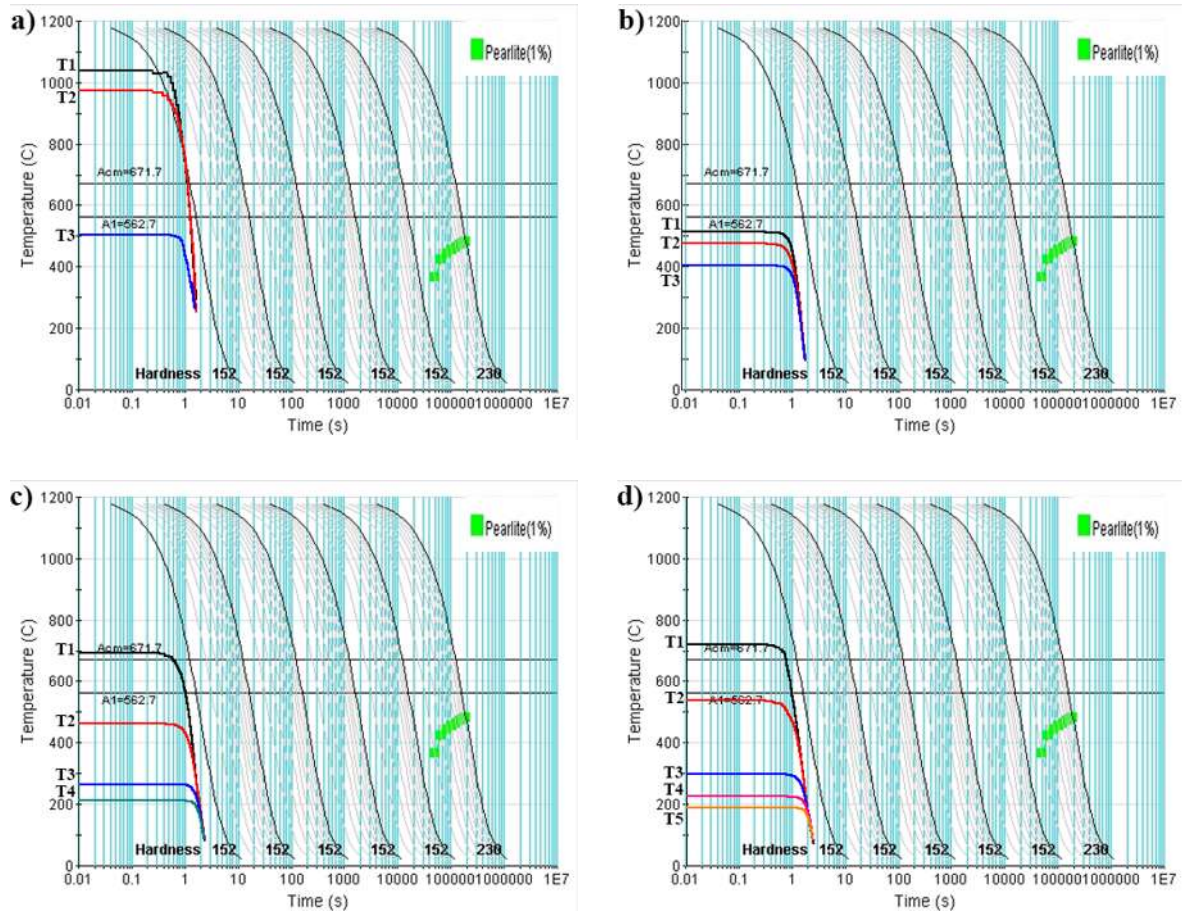 a)
1200
1000
800
600
400
200
0
Temperature (C)
T1
T2
T3
Acm=671.7
A1=562.7
Pearlite(1%)
Hardness 152 152 152 152 152 230
0.01 0.1 1 10 100 1000 10000 100000 1000000 1E7
Time (s)
b)
1200
1000
800
600
400
200
0
Temperature (C)
Acm=671.7
A1=562.7
T1
T2
T3
Pearlite(1%)
Hardness 152 152 152 152 152 230
0.01 0.1 1 10 100 1000 10000 100000 1000000 1E7
Time (s)
c)
1200
1000
800
600
400
200
0
Temperature (C)
T1
Acm=671.7
A1=562.7
T2
T3
T4
Pearlite(1%)
Hardness 152 152 152 152 152 230
0.01 0.1 1 10 100 1000 10000 100000 1000000 1E7
Time (s)
d)
1200
1000
800
600
400
200
0
Temperature (C)
T1
Acm=671.7
T2
A1=562.7
T3
T4
T5
Pearlite(1%)
Hardness 152 152 152 152 152 230
0.01 0.1 1 10 100 1000 10000 100000 1000000 1E7
Time (s)